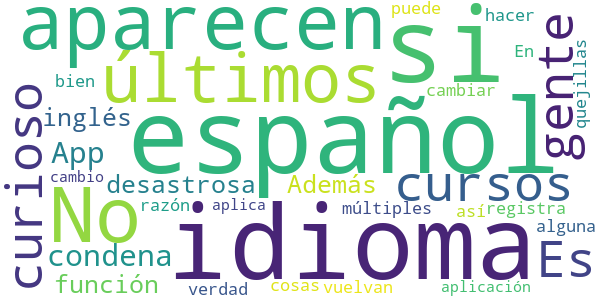 aparecen
si
puede
hacer
En
gente
quejillas
bien
últimos
cambiar
curioso
inglés
español
App
cambio
desastrosa
Además
cursos
No
razón
aplica
múltiples
así
registra
idioma
alguna
Es
condena
función
verdad
cosas
vuelvan
aplicación